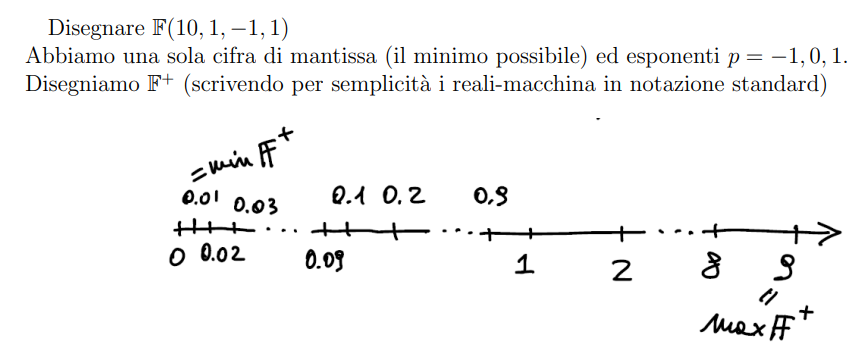 Disegnare 𝔽(10, 1, −1, 1)
Abbiamo una sola cifra di mantissa (il minimo possibile) ed esponenti p = −1, 0, 1.
Disegniamo 𝔽⁺ (scrivendo per semplicità i reali-macchina in notazione standard)
= min 𝔽⁺
0.01 0.03 0.1 0.2 0.9
... ... ...
0 0.02 0.09 1 2 8 9
=
max 𝔽⁺